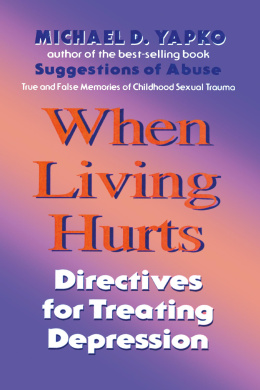 MICHAEL D. YAPKO
author of the best-selling book
Suggestions of Abuse
True and False Memories of Childhood Sexual Trauma
When
Living
Hurts
Directives
for Treating
Depression